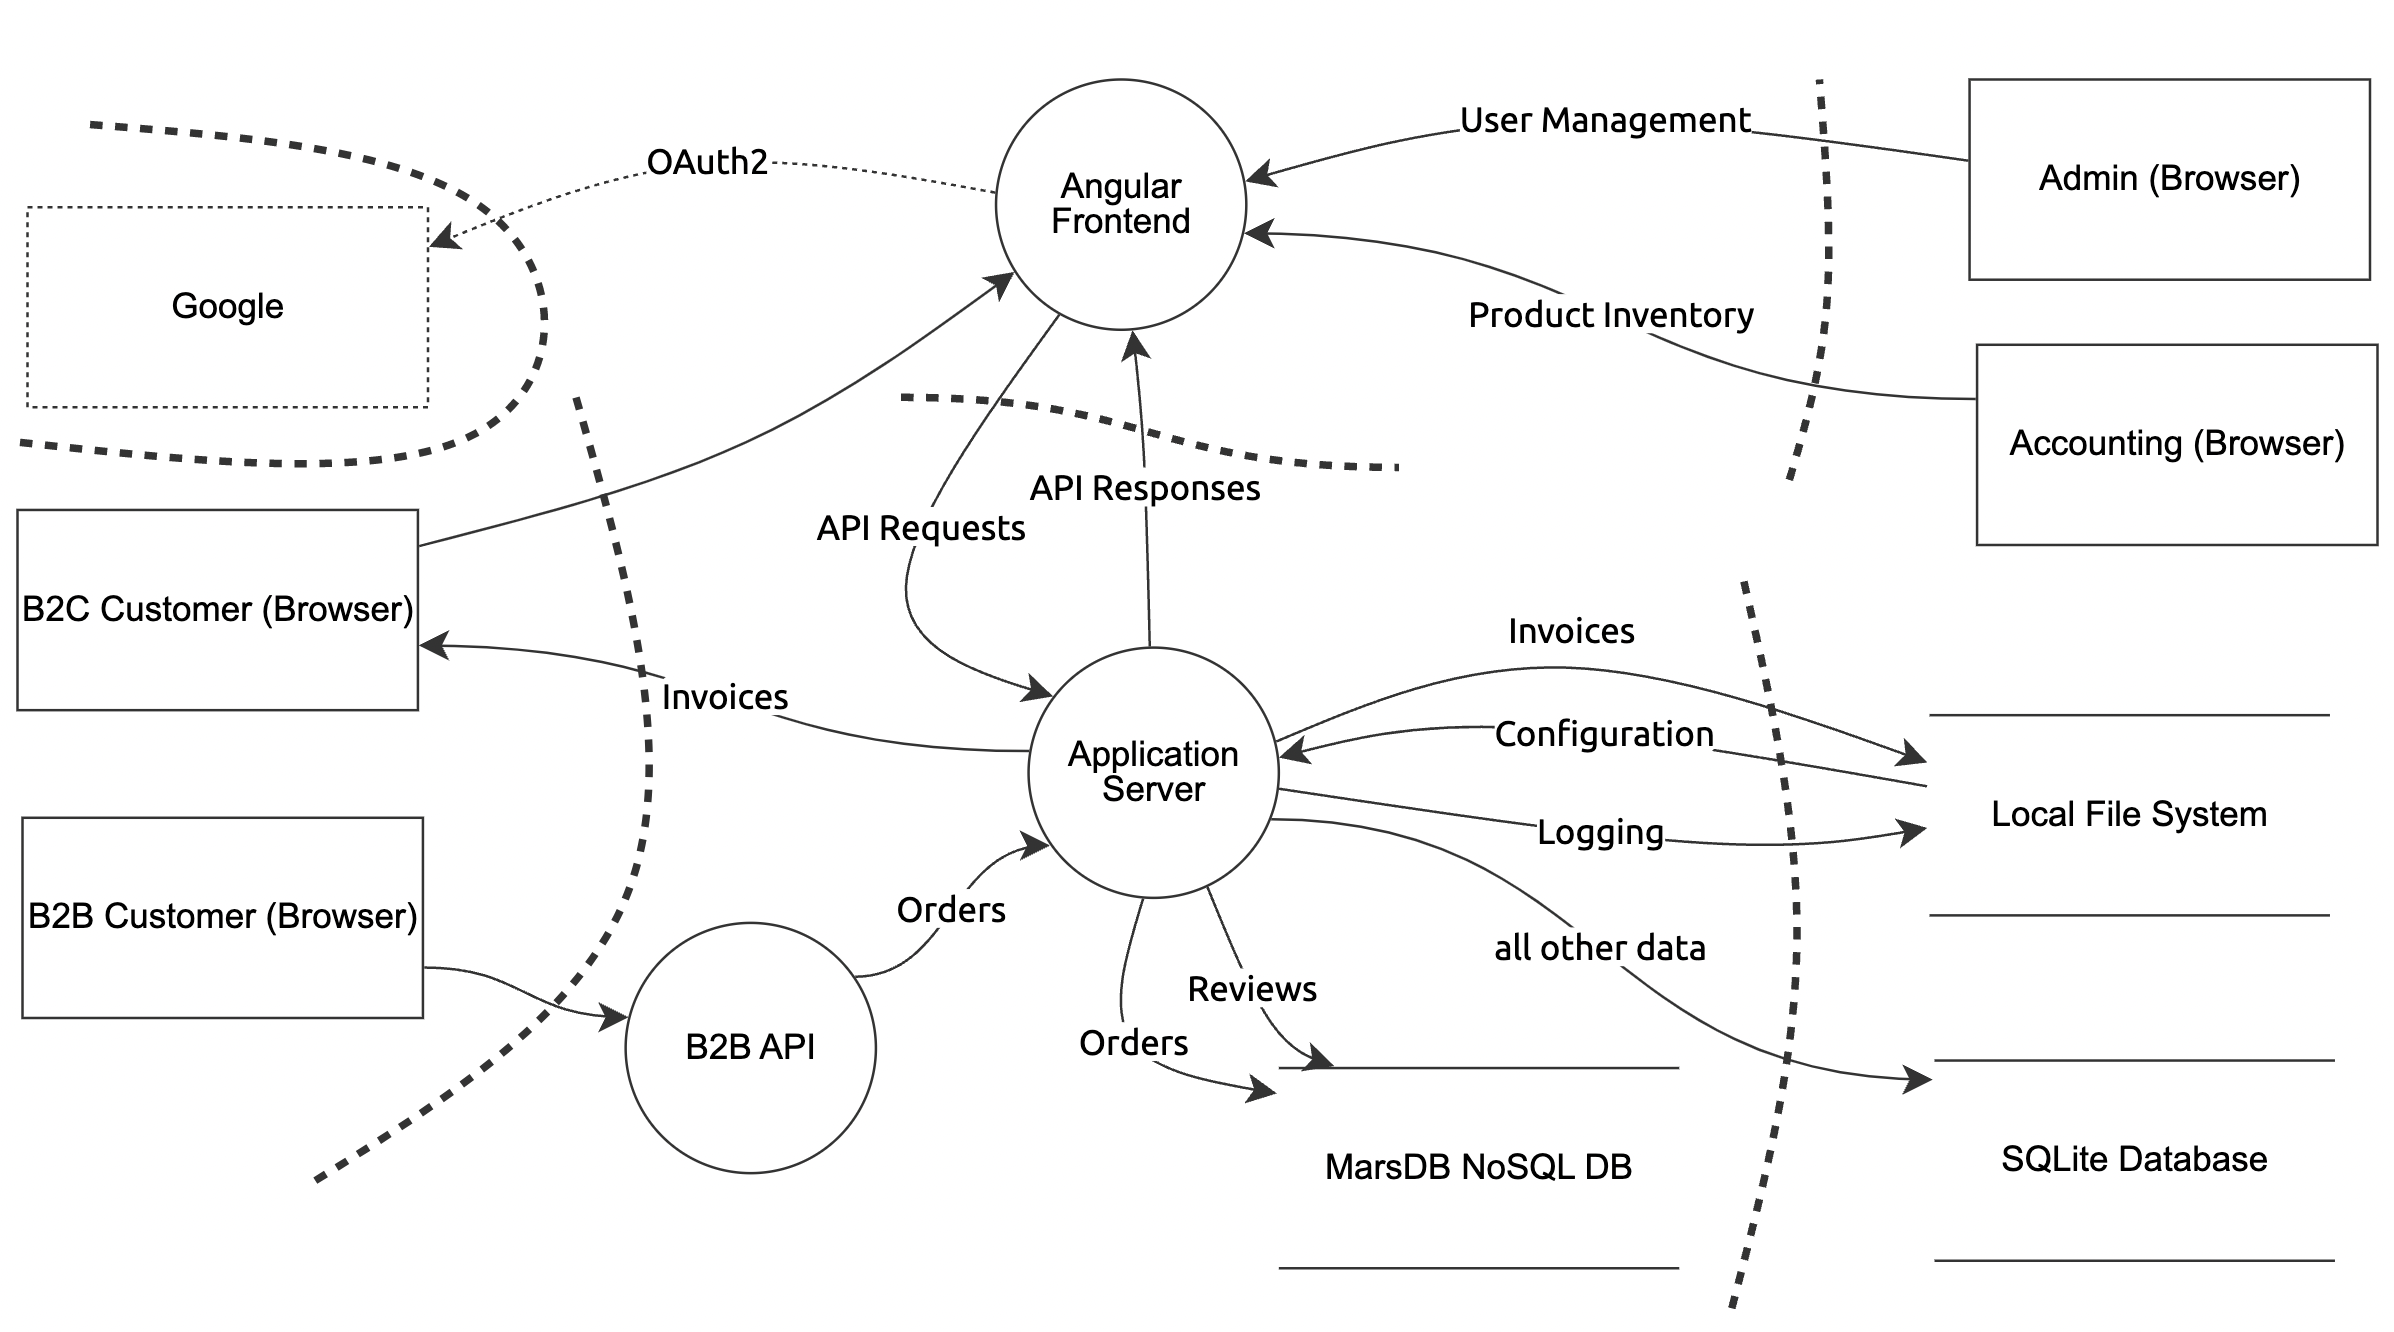 User Management
Admin (Browser)
OAuth2
Angular
Frontend
Google
Product Inventory
Accounting (Browser)
API Responses
API Requests
B2C Customer (Browser)
Invoices
Invoices
Configuration
Application
Server
Local File System
Logging
B2B Customer (Browser)
Orders
all other data
Reviews
Orders
B2B API
MarsDB NoSQL DB
SQLite Database